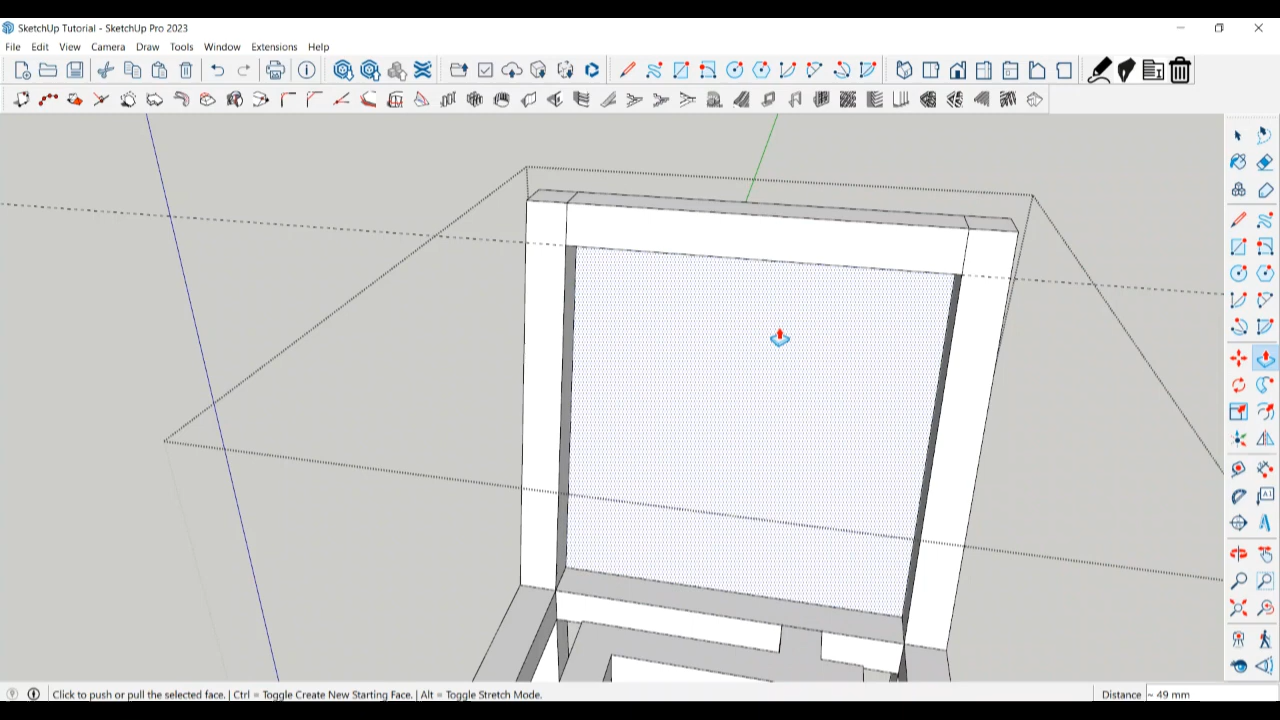 SketchUp Tutorial - SketchUp Pro 2023
File Edit View Camera Draw Tools Window Extensions Help
Click to push or pull the selected face. | Ctrl = Toggle Create New Starting Face. | Alt = Toggle Stretch Mode.
Distance ~ 49 mm